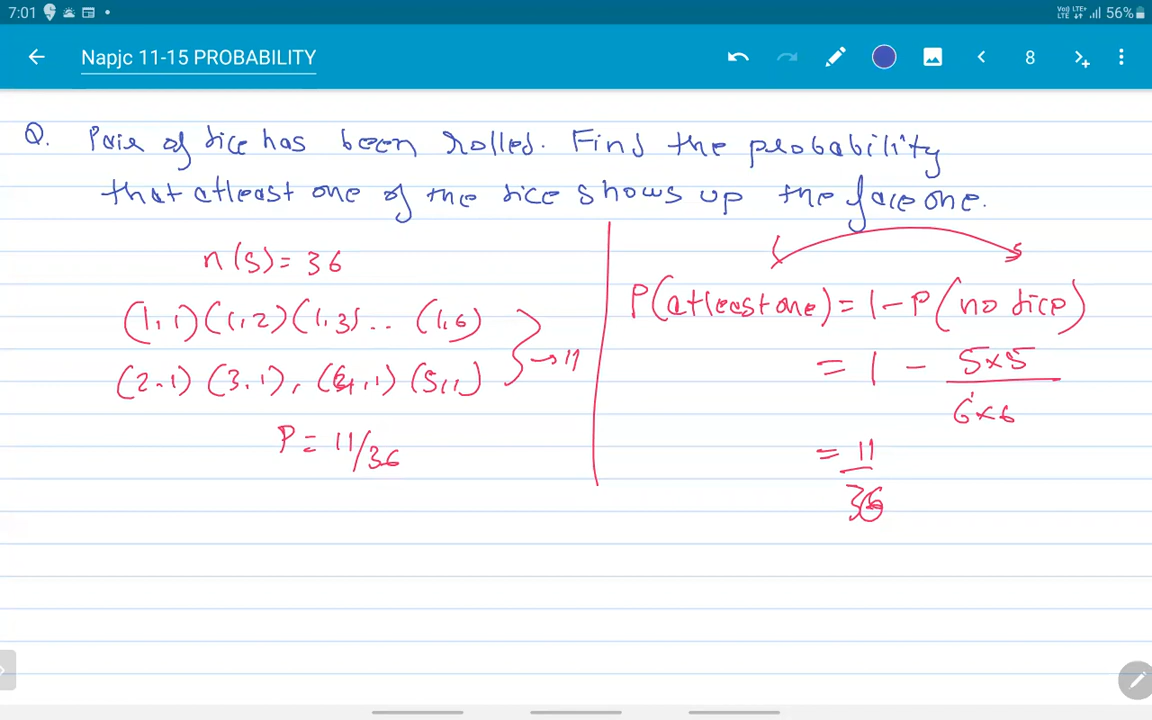 7:01
Voo LTE+ LTE 56%
Napjc 11-15 PROBABILITY
8
Q. Pair of dice has been rolled. Find the probability
that atleast one of the dice shows up the face one.
n(S) = 36
(1,1) (1,2) (1,3) .. (1,6)
(2,1) (3,1), (4,1) (5,1) } → 11
P = 11/36
P(atleast one) = 1 - P(no dice)
= 1 - 5×5 / 6×6
= 11 / 36